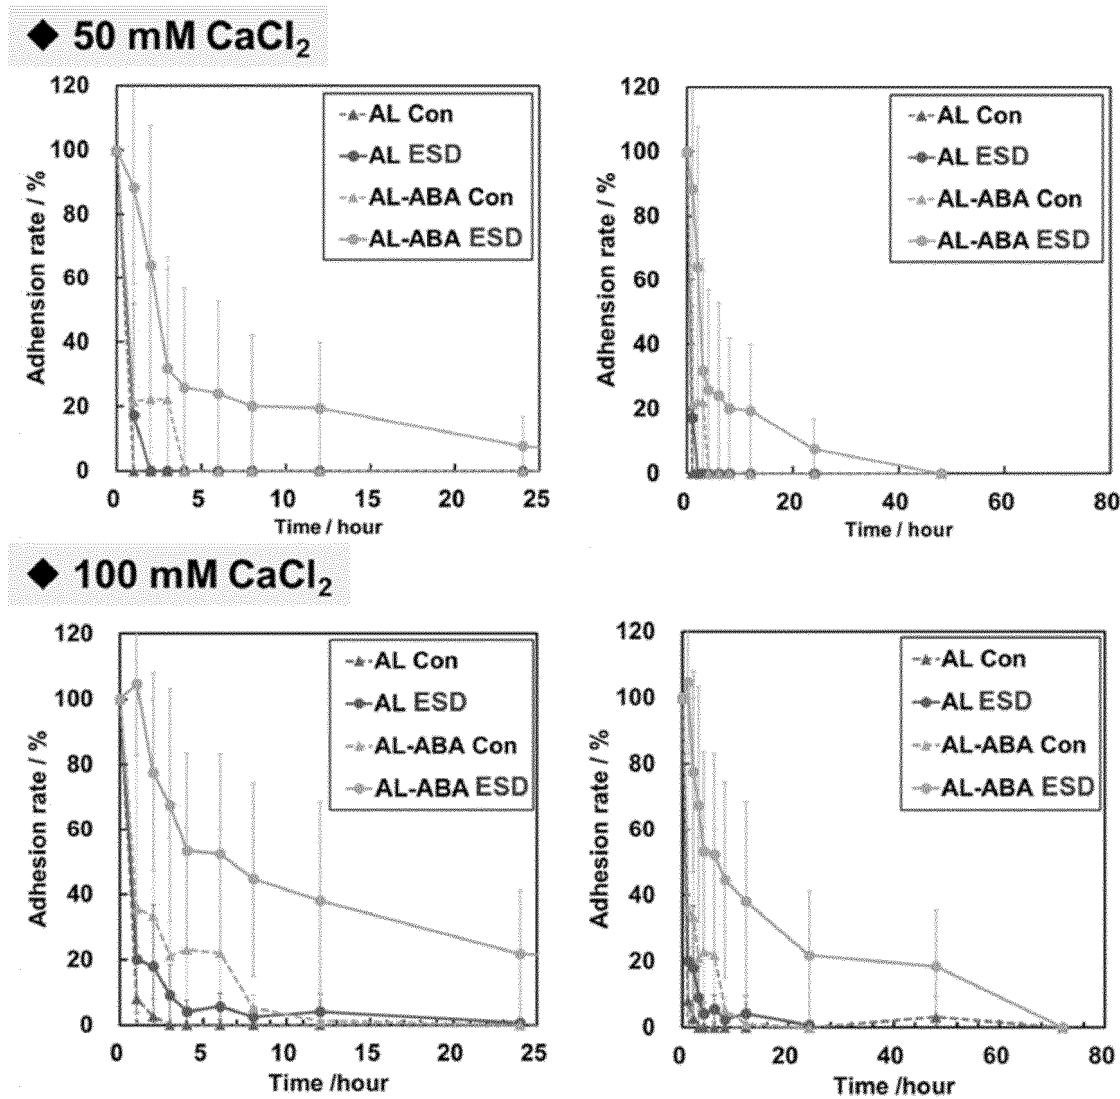 ◆ 50 mM CaCl₂
120
100
80
60
40
20
0
Adhension rate / %
AL Con
AL ESD
AL-ABA Con
AL-ABA ESD
0 5 10 15 20 25
Time / hour
120
100
80
60
40
20
0
Adhension rate / %
AL Con
AL ESD
AL-ABA Con
AL-ABA ESD
0 20 40 60 80
Time / hour
◆ 100 mM CaCl₂
120
100
80
60
40
20
0
Adhesion rate / %
AL Con
AL ESD
AL-ABA Con
AL-ABA ESD
0 5 10 15 20 25
Time /hour
120
100
80
60
40
20
0
Adhesion rate / %
AL Con
AL ESD
AL-ABA Con
AL-ABA ESD
0 20 40 60 80
Time /hour